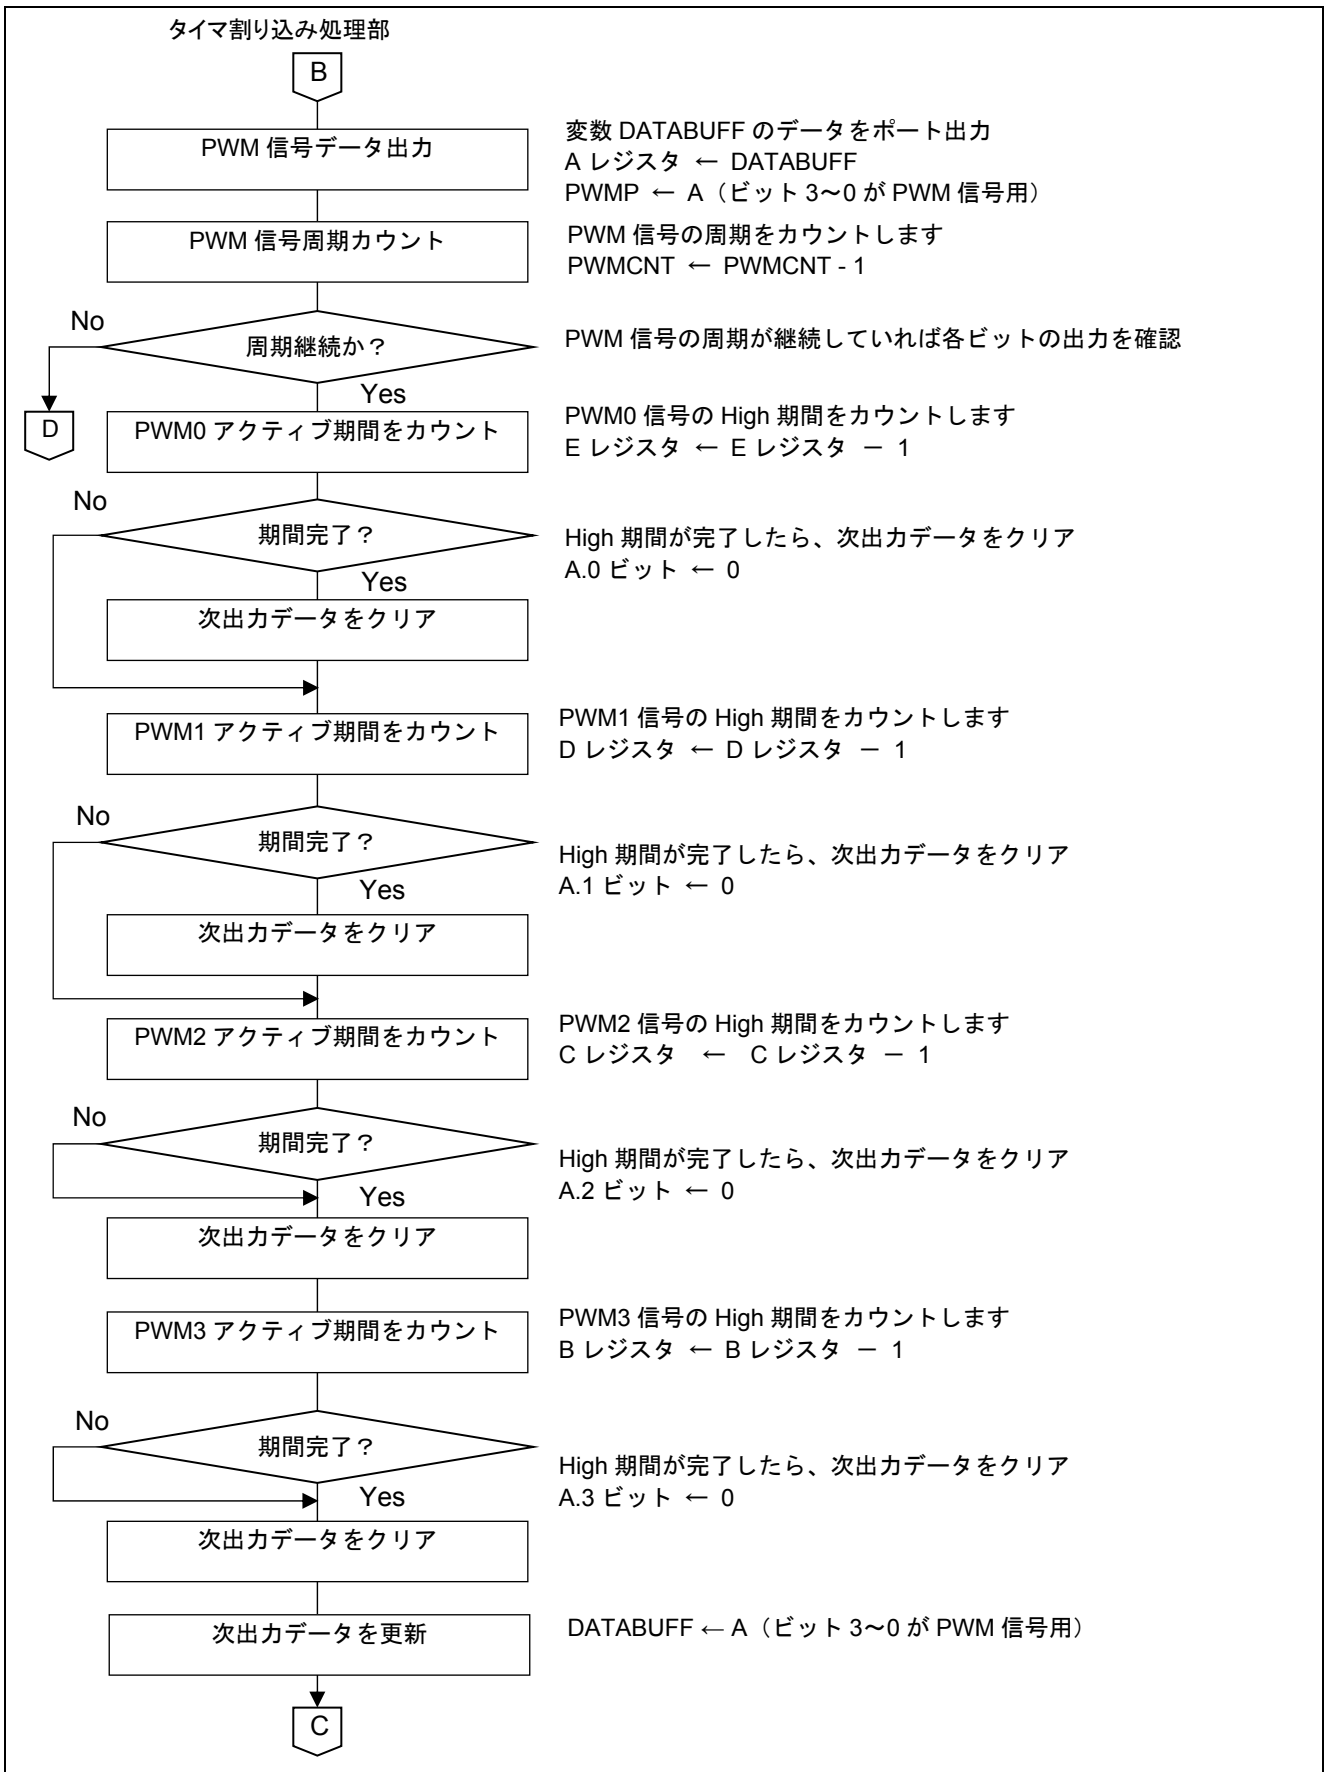 タイマ割り込み処理部
B
PWM 信号データ出力
変数 DATABUFF のデータをポート出力
A レジスタ ← DATABUFF
PWMP ← A（ビット 3～0 が PWM 信号用）
PWM 信号周期カウント
PWM 信号の周期をカウントします
PWMCNT ← PWMCNT - 1
No
周期継続か？
PWM 信号の周期が継続していれば各ビットの出力を確認
Yes
D
PWM0 アクティブ期間をカウント
PWM0 信号の High 期間をカウントします
E レジスタ ← E レジスタ － 1
No
期間完了？
High 期間が完了したら、次出力データをクリア
A.0 ビット ← 0
Yes
次出力データをクリア
PWM1 アクティブ期間をカウント
PWM1 信号の High 期間をカウントします
D レジスタ ← D レジスタ － 1
No
期間完了？
High 期間が完了したら、次出力データをクリア
A.1 ビット ← 0
Yes
次出力データをクリア
PWM2 アクティブ期間をカウント
PWM2 信号の High 期間をカウントします
C レジスタ ← C レジスタ － 1
No
期間完了？
High 期間が完了したら、次出力データをクリア
A.2 ビット ← 0
Yes
次出力データをクリア
PWM3 アクティブ期間をカウント
PWM3 信号の High 期間をカウントします
B レジスタ ← B レジスタ － 1
No
期間完了？
High 期間が完了したら、次出力データをクリア
A.3 ビット ← 0
Yes
次出力データをクリア
次出力データを更新
DATABUFF ← A（ビット 3～0 が PWM 信号用）
C